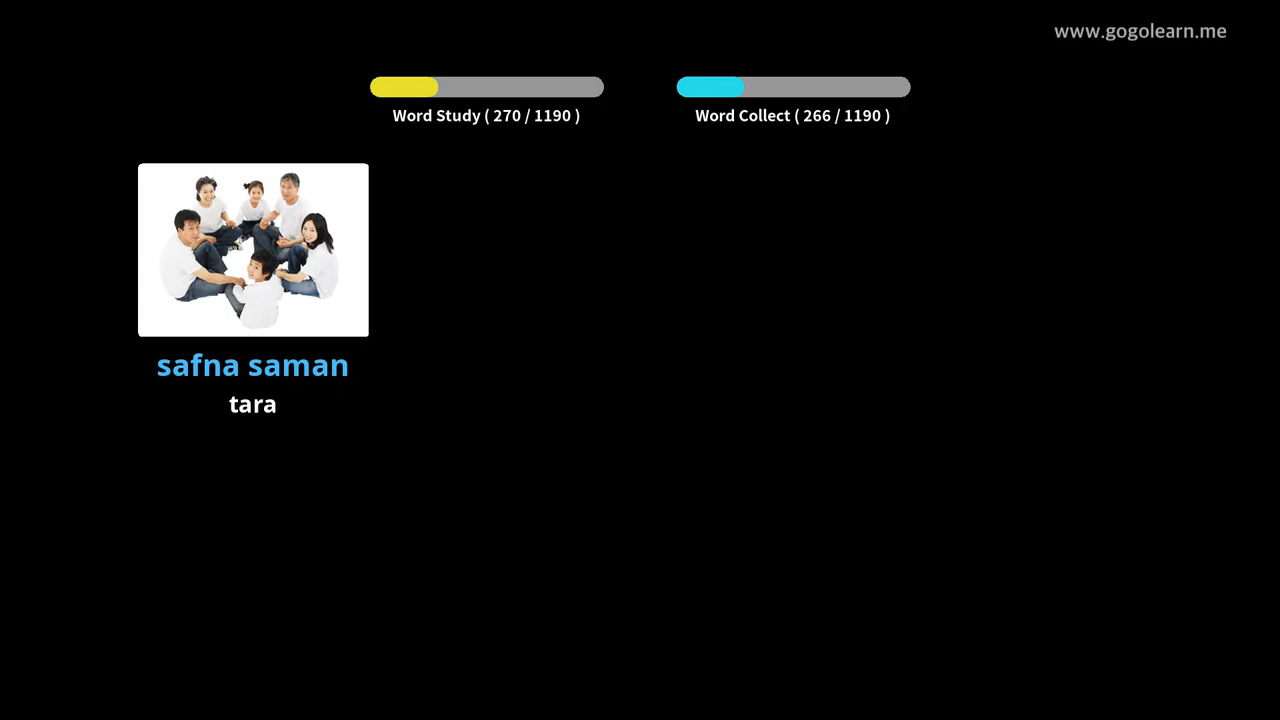 www.gogolearn.me
Word Study ( 270 / 1190 )
Word Collect ( 266 / 1190 )
safna saman
tara